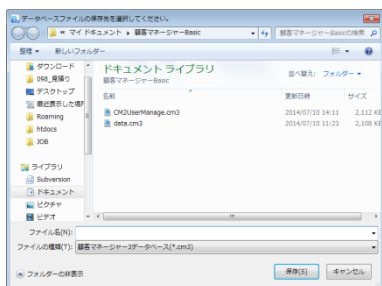 データベースファイルの保存先を選択してください。
« マイ ドキュメント ▸ 顧客マネージャーBasic
顧客マネージャーBasicの検索
整理 ▼ 新しいフォルダー
ダウンロード
098_見積り
デスクトップ
最近表示した場所
Roaming
htdocs
JOB
ライブラリ
Subversion
ドキュメント
ピクチャ
ビデオ
ドキュメント ライブラリ
顧客マネージャーBasic
並べ替え: フォルダー ▼
名前 更新日時 サイズ
CM2UserManage.cm3 2014/07/10 14:11 2,112 KB
data.cm3 2014/07/10 11:23 2,108 KB
ファイル名(N):
ファイルの種類(T): 顧客マネージャー3データベース(*.cm3)
フォルダーの非表示
保存(S) キャンセル